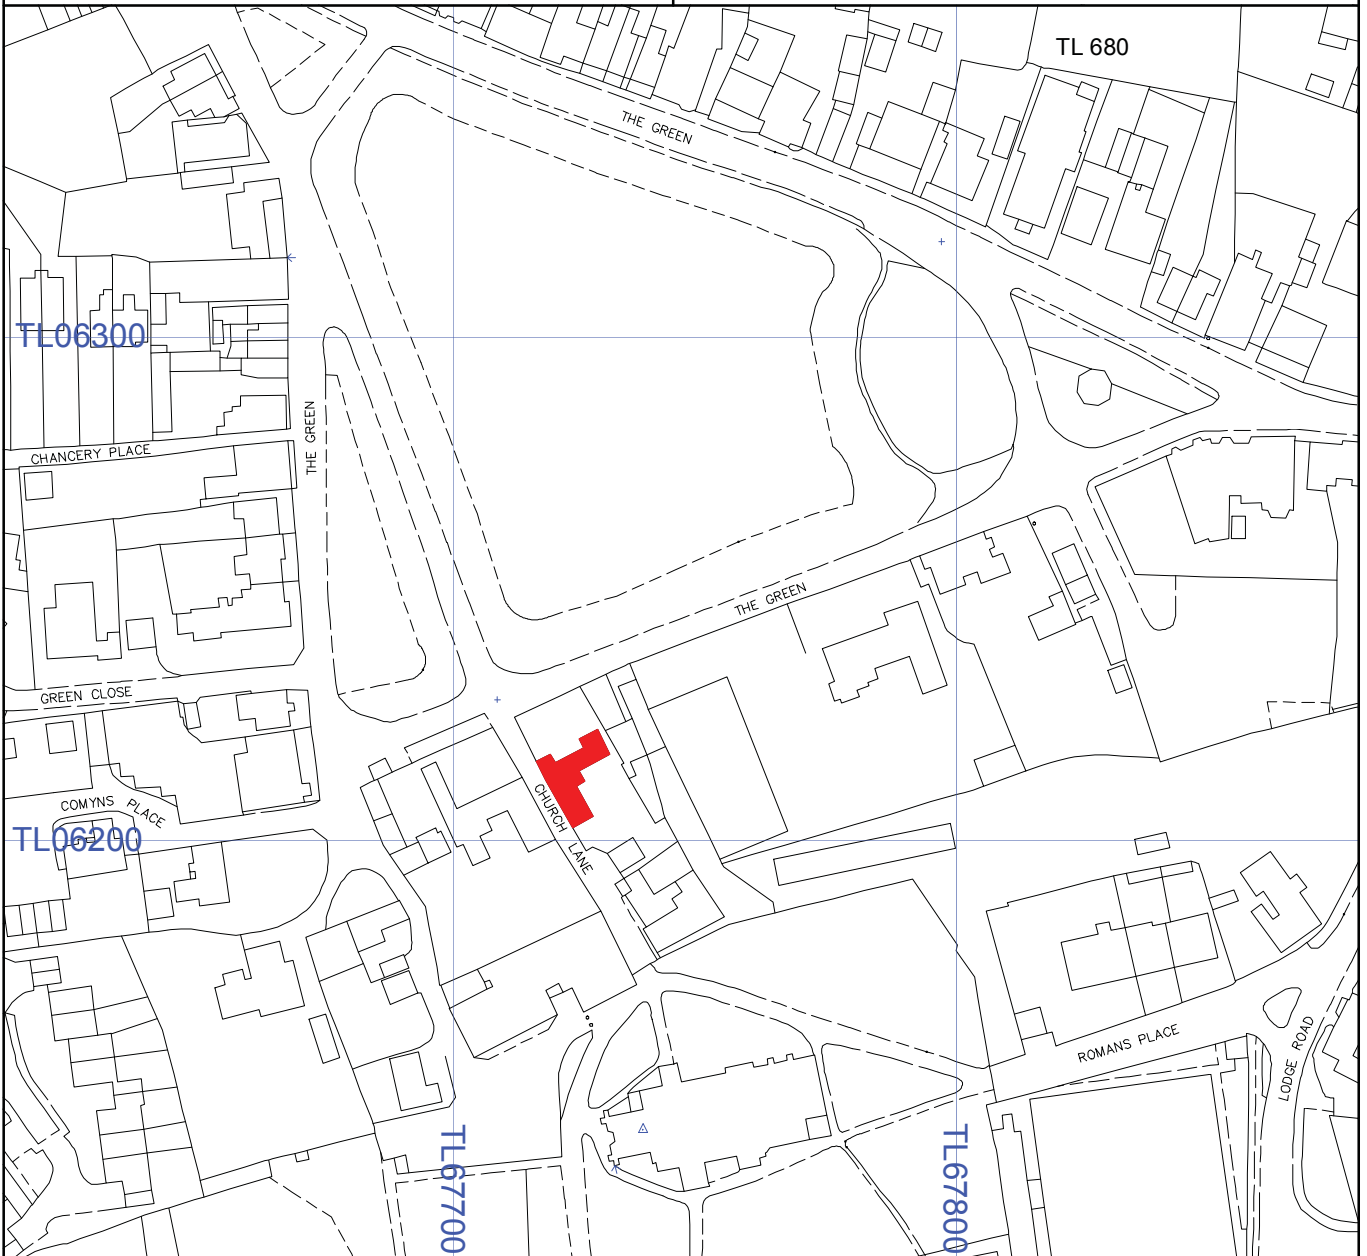 TL 680
THE GREEN
TL06300
THE GREEN
CHANCERY PLACE
THE GREEN
GREEN CLOSE
COMYNS PLACE
CHURCH LANE
TL06200
ROMANS PLACE
LODGE ROAD
TL67700
TL67800